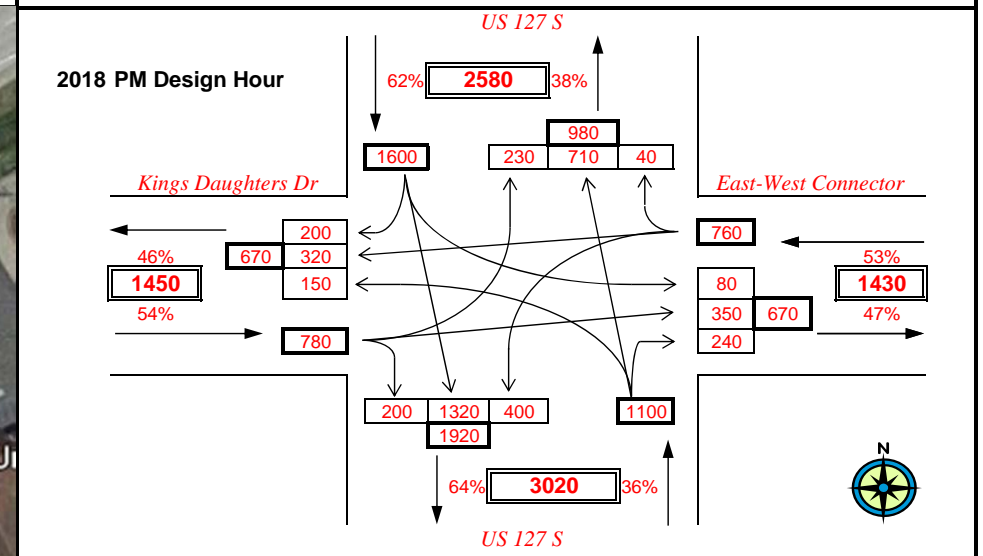 US 127 S
2018 PM Design Hour
62% 2580 38%
980
1600 230 710 40
Kings Daughters Dr East-West Connector
200 760
46% 670 320 53%
1450 150 80 1430
54% 350 670 47%
780 240
200 1320 400 1100
1920
N
64% 3020 36%
US 127 S